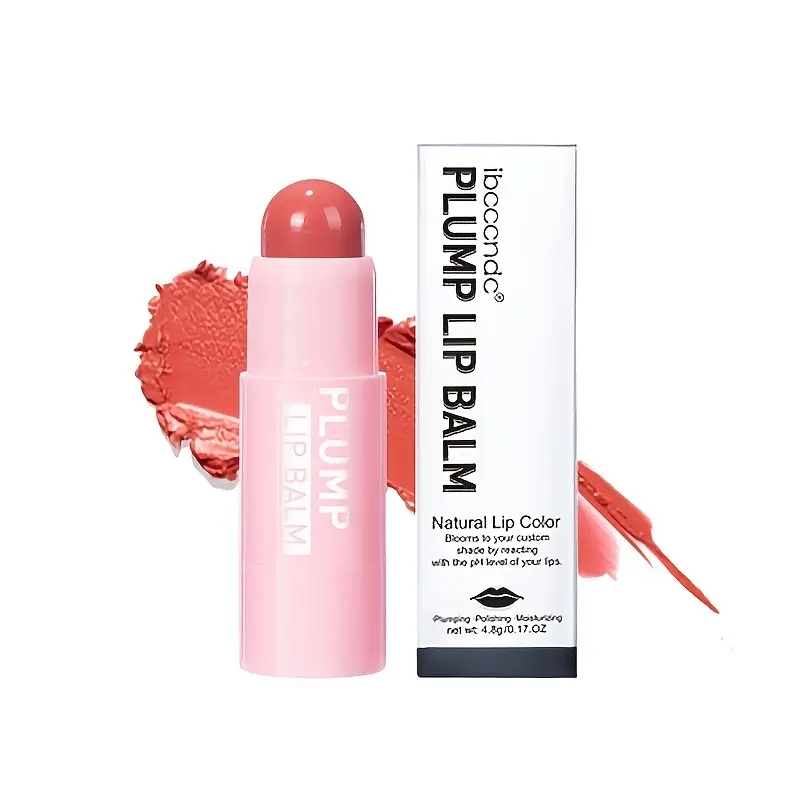 PLUMP
LIP BALM
ibcccndc®
PLUMP LIP BALM
Natural Lip Color
Blooms to your custom
shade by reacting
with the pH level of your lips.
Plumping ·Polishing ·Moisturizing
net wt 4.8g/0.17.OZ